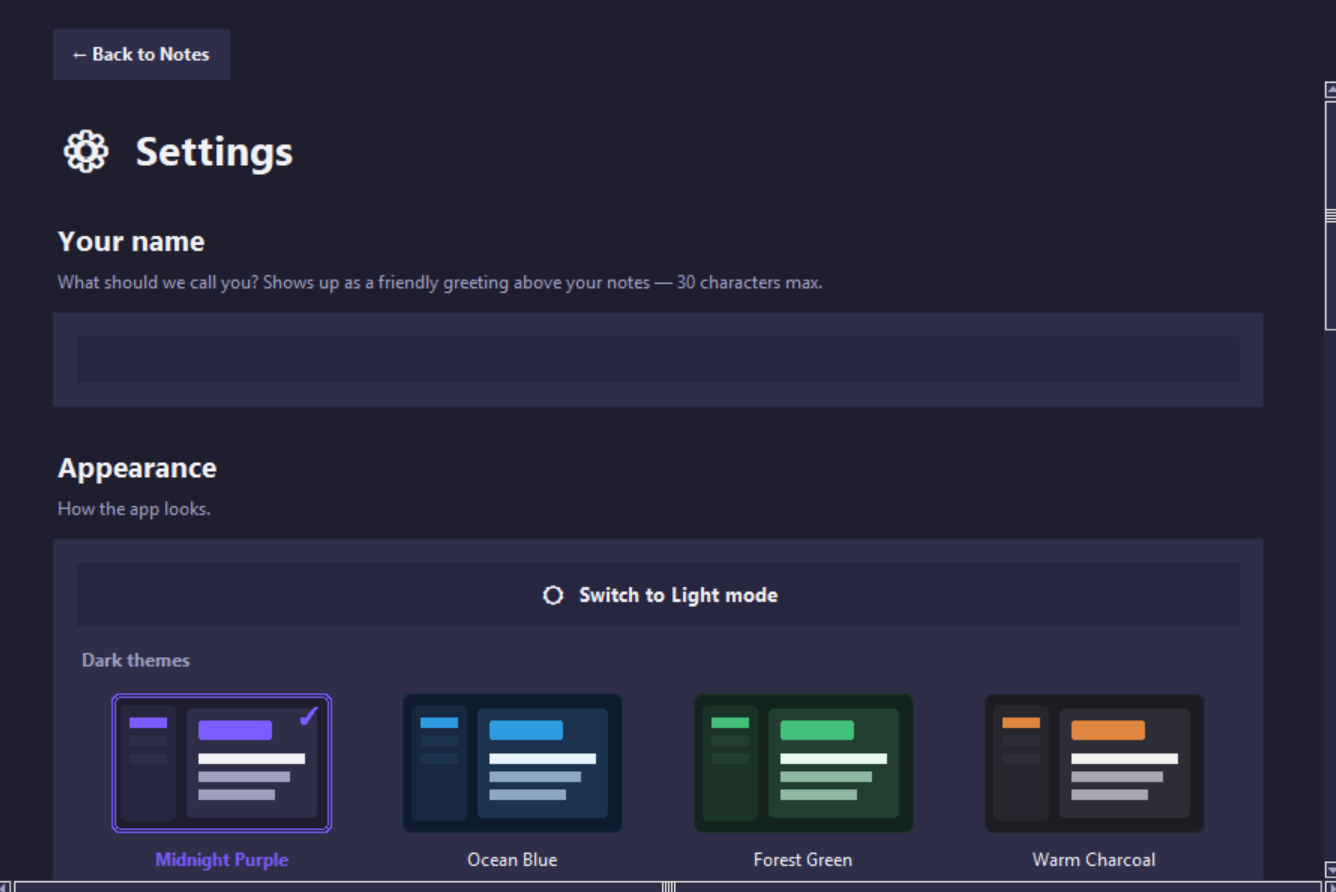 ← Back to Notes
Settings
Your name
What should we call you? Shows up as a friendly greeting above your notes — 30 characters max.
Appearance
How the app looks.
Switch to Light mode
Dark themes
Midnight Purple
Ocean Blue
Forest Green
Warm Charcoal